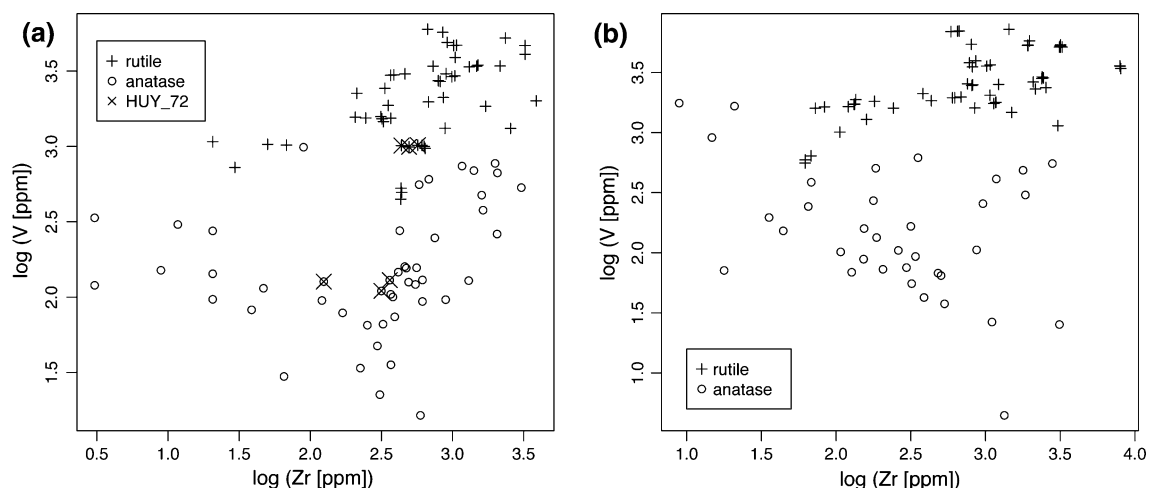 (a)
+ rutile
o anatase
× HUY_72
3.5
3.0
2.5
2.0
1.5
log (V [ppm])
0.5 1.0 1.5 2.0 2.5 3.0 3.5
log (Zr [ppm])
(b)
3.5
3.0
2.5
2.0
1.5
1.0
log (V [ppm])
+ rutile
o anatase
1.0 1.5 2.0 2.5 3.0 3.5 4.0
log (Zr [ppm])